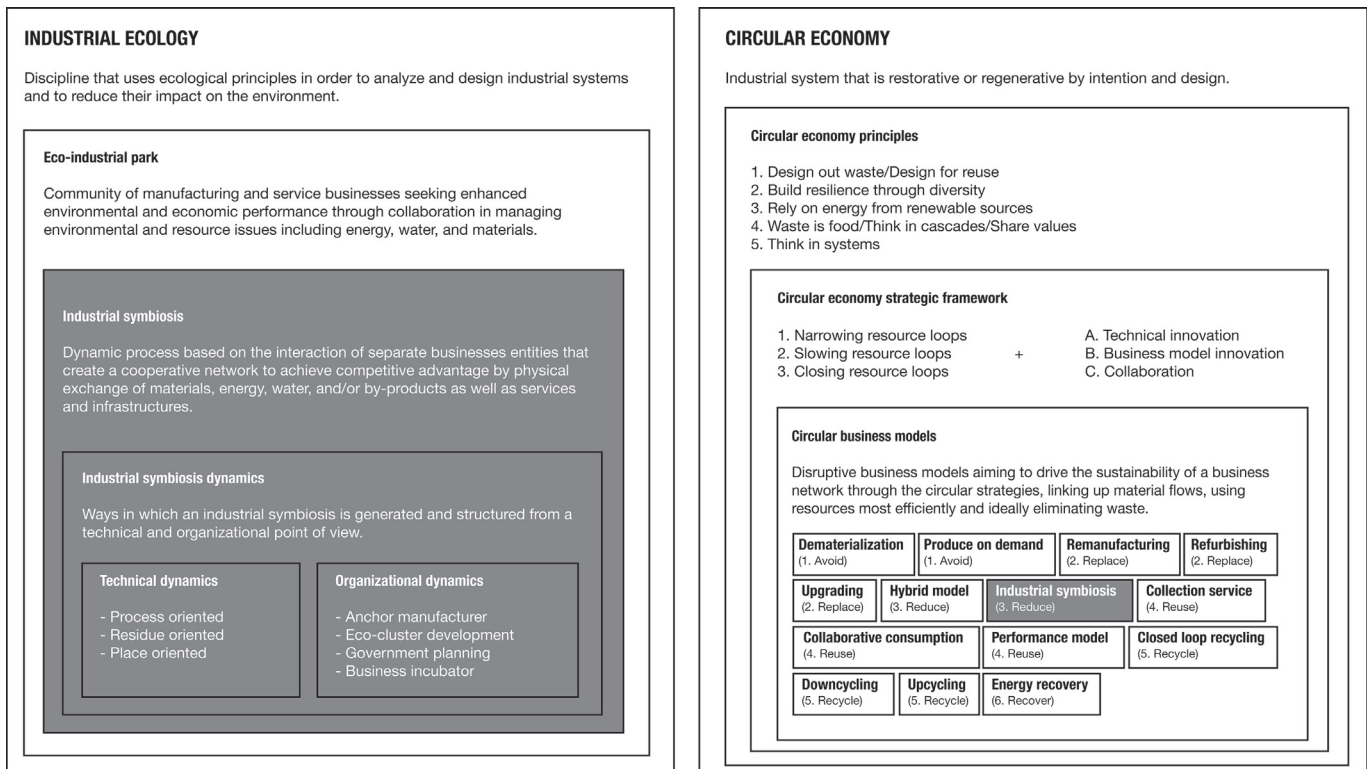 INDUSTRIAL ECOLOGY
Discipline that uses ecological principles in order to analyze and design industrial systems
and to reduce their impact on the environment.
Eco-industrial park
Community of manufacturing and service businesses seeking enhanced
environmental and economic performance through collaboration in managing
environmental and resource issues including energy, water, and materials.
Industrial symbiosis
Dynamic process based on the interaction of separate businesses entities that
create a cooperative network to achieve competitive advantage by physical
exchange of materials, energy, water, and/or by-products as well as services
and infrastructures.
Industrial symbiosis dynamics
Ways in which an industrial symbiosis is generated and structured from a
technical and organizational point of view.
Technical dynamics
- Process oriented
- Residue oriented
- Place oriented
Organizational dynamics
- Anchor manufacturer
- Eco-cluster development
- Government planning
- Business incubator
CIRCULAR ECONOMY
Industrial system that is restorative or regenerative by intention and design.
Circular economy principles
1. Design out waste/Design for reuse
2. Build resilience through diversity
3. Rely on energy from renewable sources
4. Waste is food/Think in cascades/Share values
5. Think in systems
Circular economy strategic framework
1. Narrowing resource loops
2. Slowing resource loops
3. Closing resource loops
+
A. Technical innovation
B. Business model innovation
C. Collaboration
Circular business models
Disruptive business models aiming to drive the sustainability of a business
network through the circular strategies, linking up material flows, using
resources most efficiently and ideally eliminating waste.
Dematerialization
(1. Avoid)
Produce on demand
(1. Avoid)
Remanufacturing
(2. Replace)
Refurbishing
(2. Replace)
Upgrading
(2. Replace)
Hybrid model
(3. Reduce)
Industrial symbiosis
(3. Reduce)
Collection service
(4. Reuse)
Collaborative consumption
(4. Reuse)
Performance model
(4. Reuse)
Closed loop recycling
(5. Recycle)
Downcycling
(5. Recycle)
Upcycling
(5. Recycle)
Energy recovery
(6. Recover)